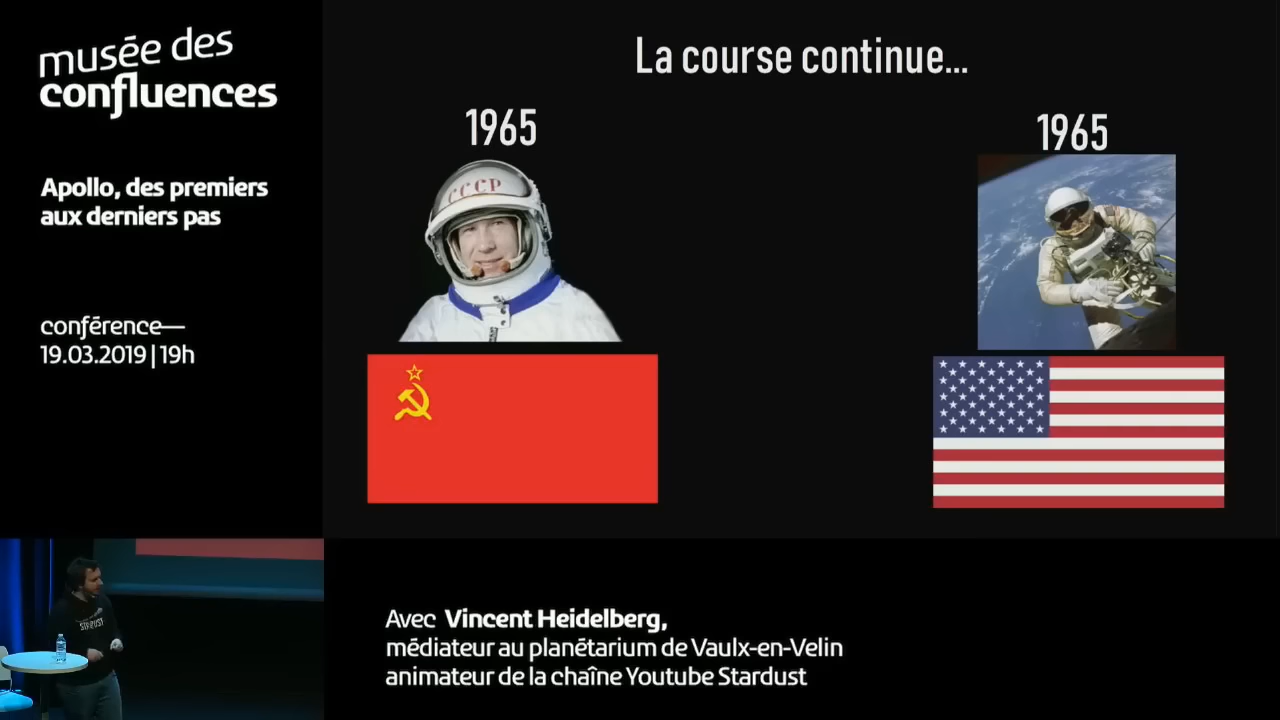 musée des
confluences
Apollo, des premiers
aux derniers pas
conférence—
19.03.2019 | 19h
La course continue...
1965
1965
CCCP
STARDUST
Avec Vincent Heidelberg,
médiateur au planétarium de Vaulx-en-Velin
animateur de la chaîne Youtube Stardust